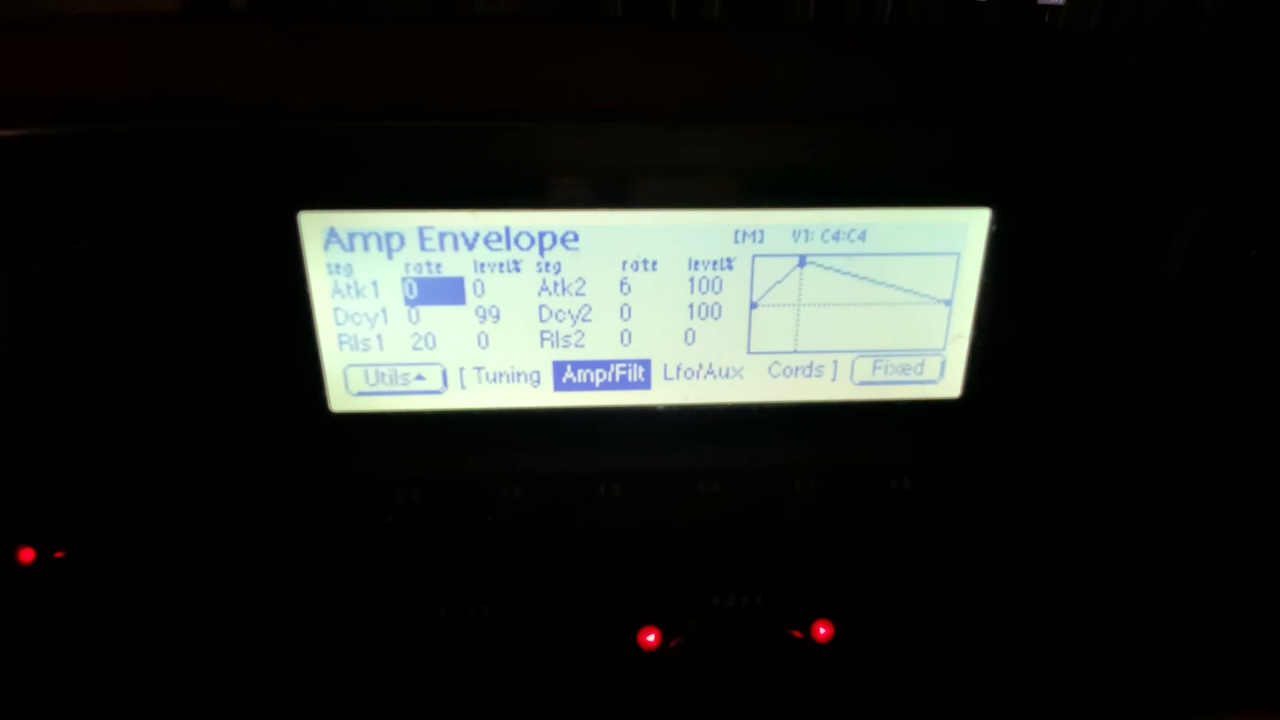 Amp Envelope [M] V1: C4:C4
seg rate level% seg rate level%
Atk1 0 0 Atk2 6 100
Dcy1 0 99 Dcy2 0 100
Rls1 20 0 Rls2 0 0
Utils [ Tuning Amp/Filt Lfo/Aux Cords ] Fixed